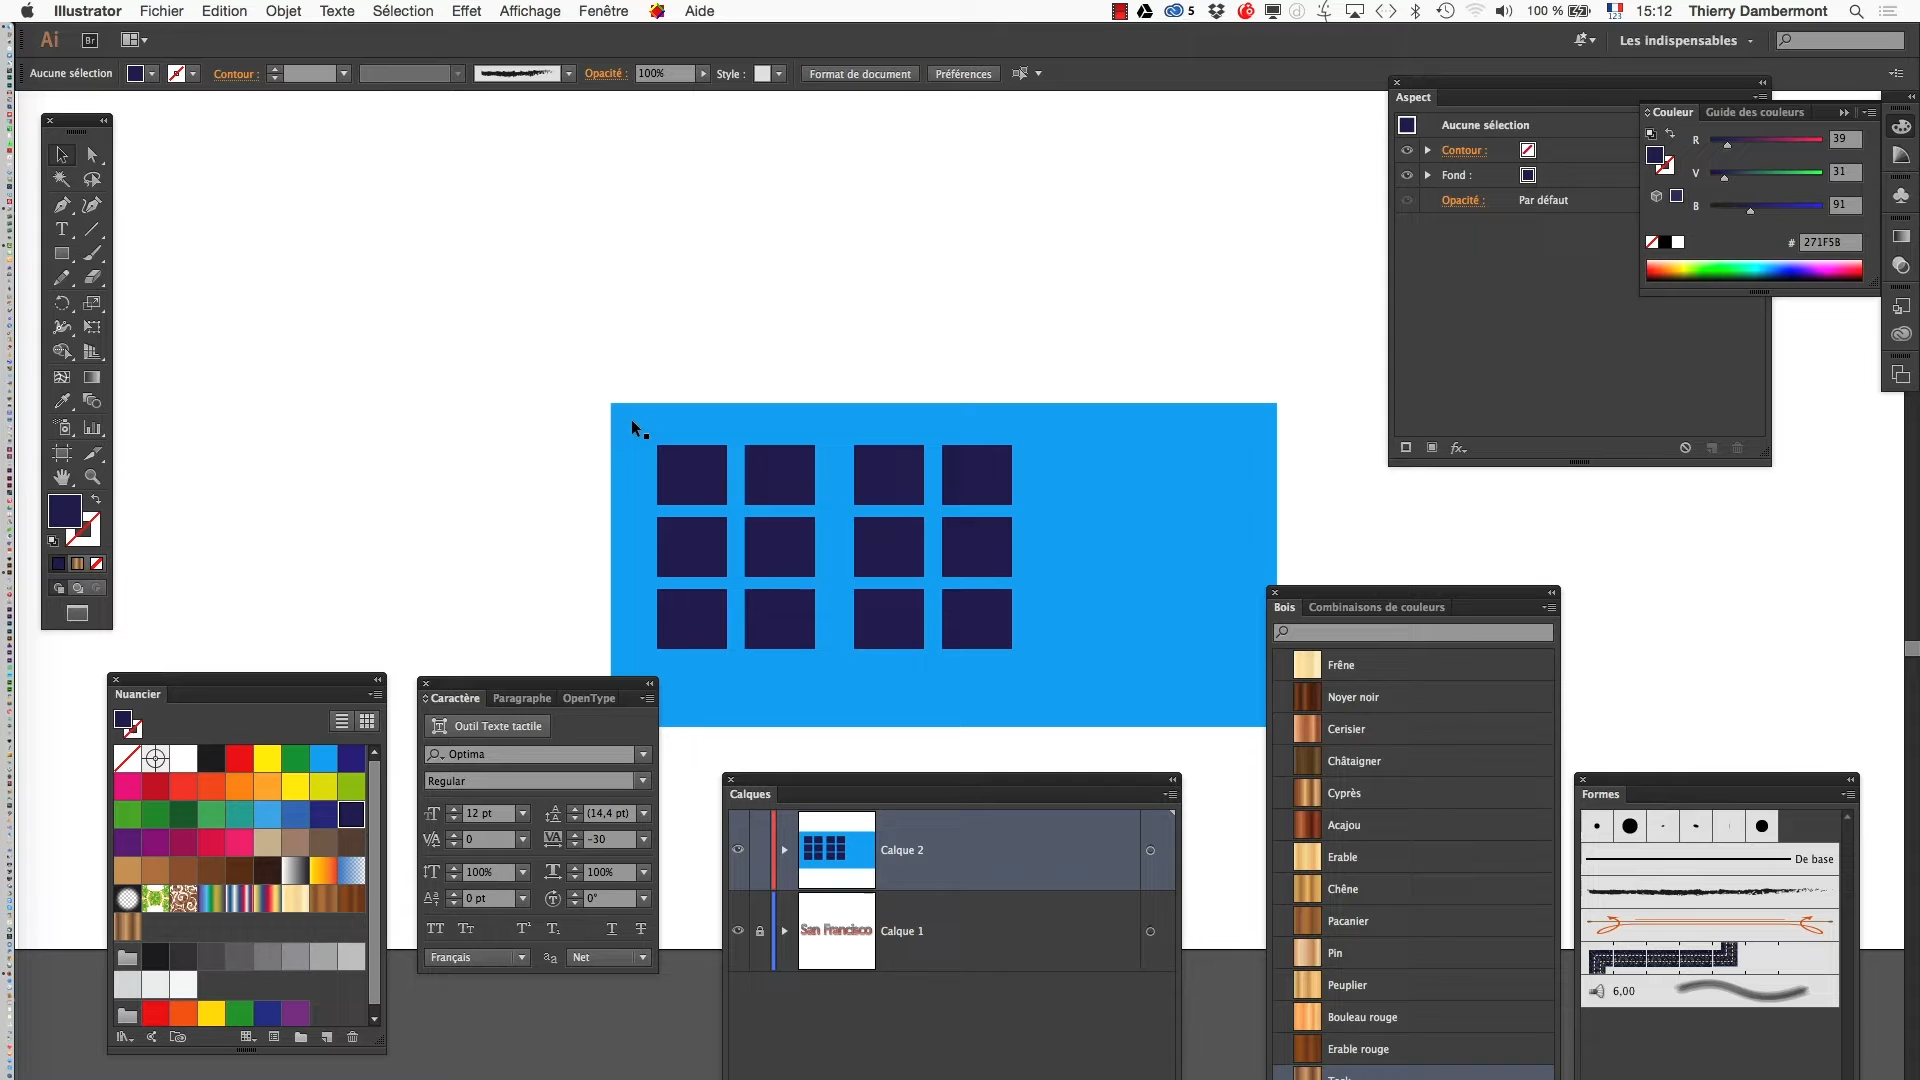 Illustrator Fichier Edition Objet Texte Sélection Effet Affichage Fenêtre Aide 5 100 % 15:12 Thierry Dambermont
Ai Br Les indispensables
Aucune sélection Contour : Opacité : 100% Style : Format de document Préférences
Aspect
Aucune sélection
Contour :
Fond :
Opacité : Par défaut
fx
Couleur Guide des couleurs
R 39
V 31
B 91
# 271F5B
Nuancier
Caractère Paragraphe OpenType
Outil Texte tactile
Optima
Regular
12 pt (14,4 pt)
0 -30
100% 100%
0 pt 0°
Français aa Net
Calques
Calque 2
San Francisco Calque 1
Bois Combinaisons de couleurs
Frêne
Noyer noir
Cerisier
Châtaigner
Cyprès
Acajou
Erable
Chêne
Pacanier
Pin
Peuplier
Bouleau rouge
Erable rouge
Formes
De base
6,00